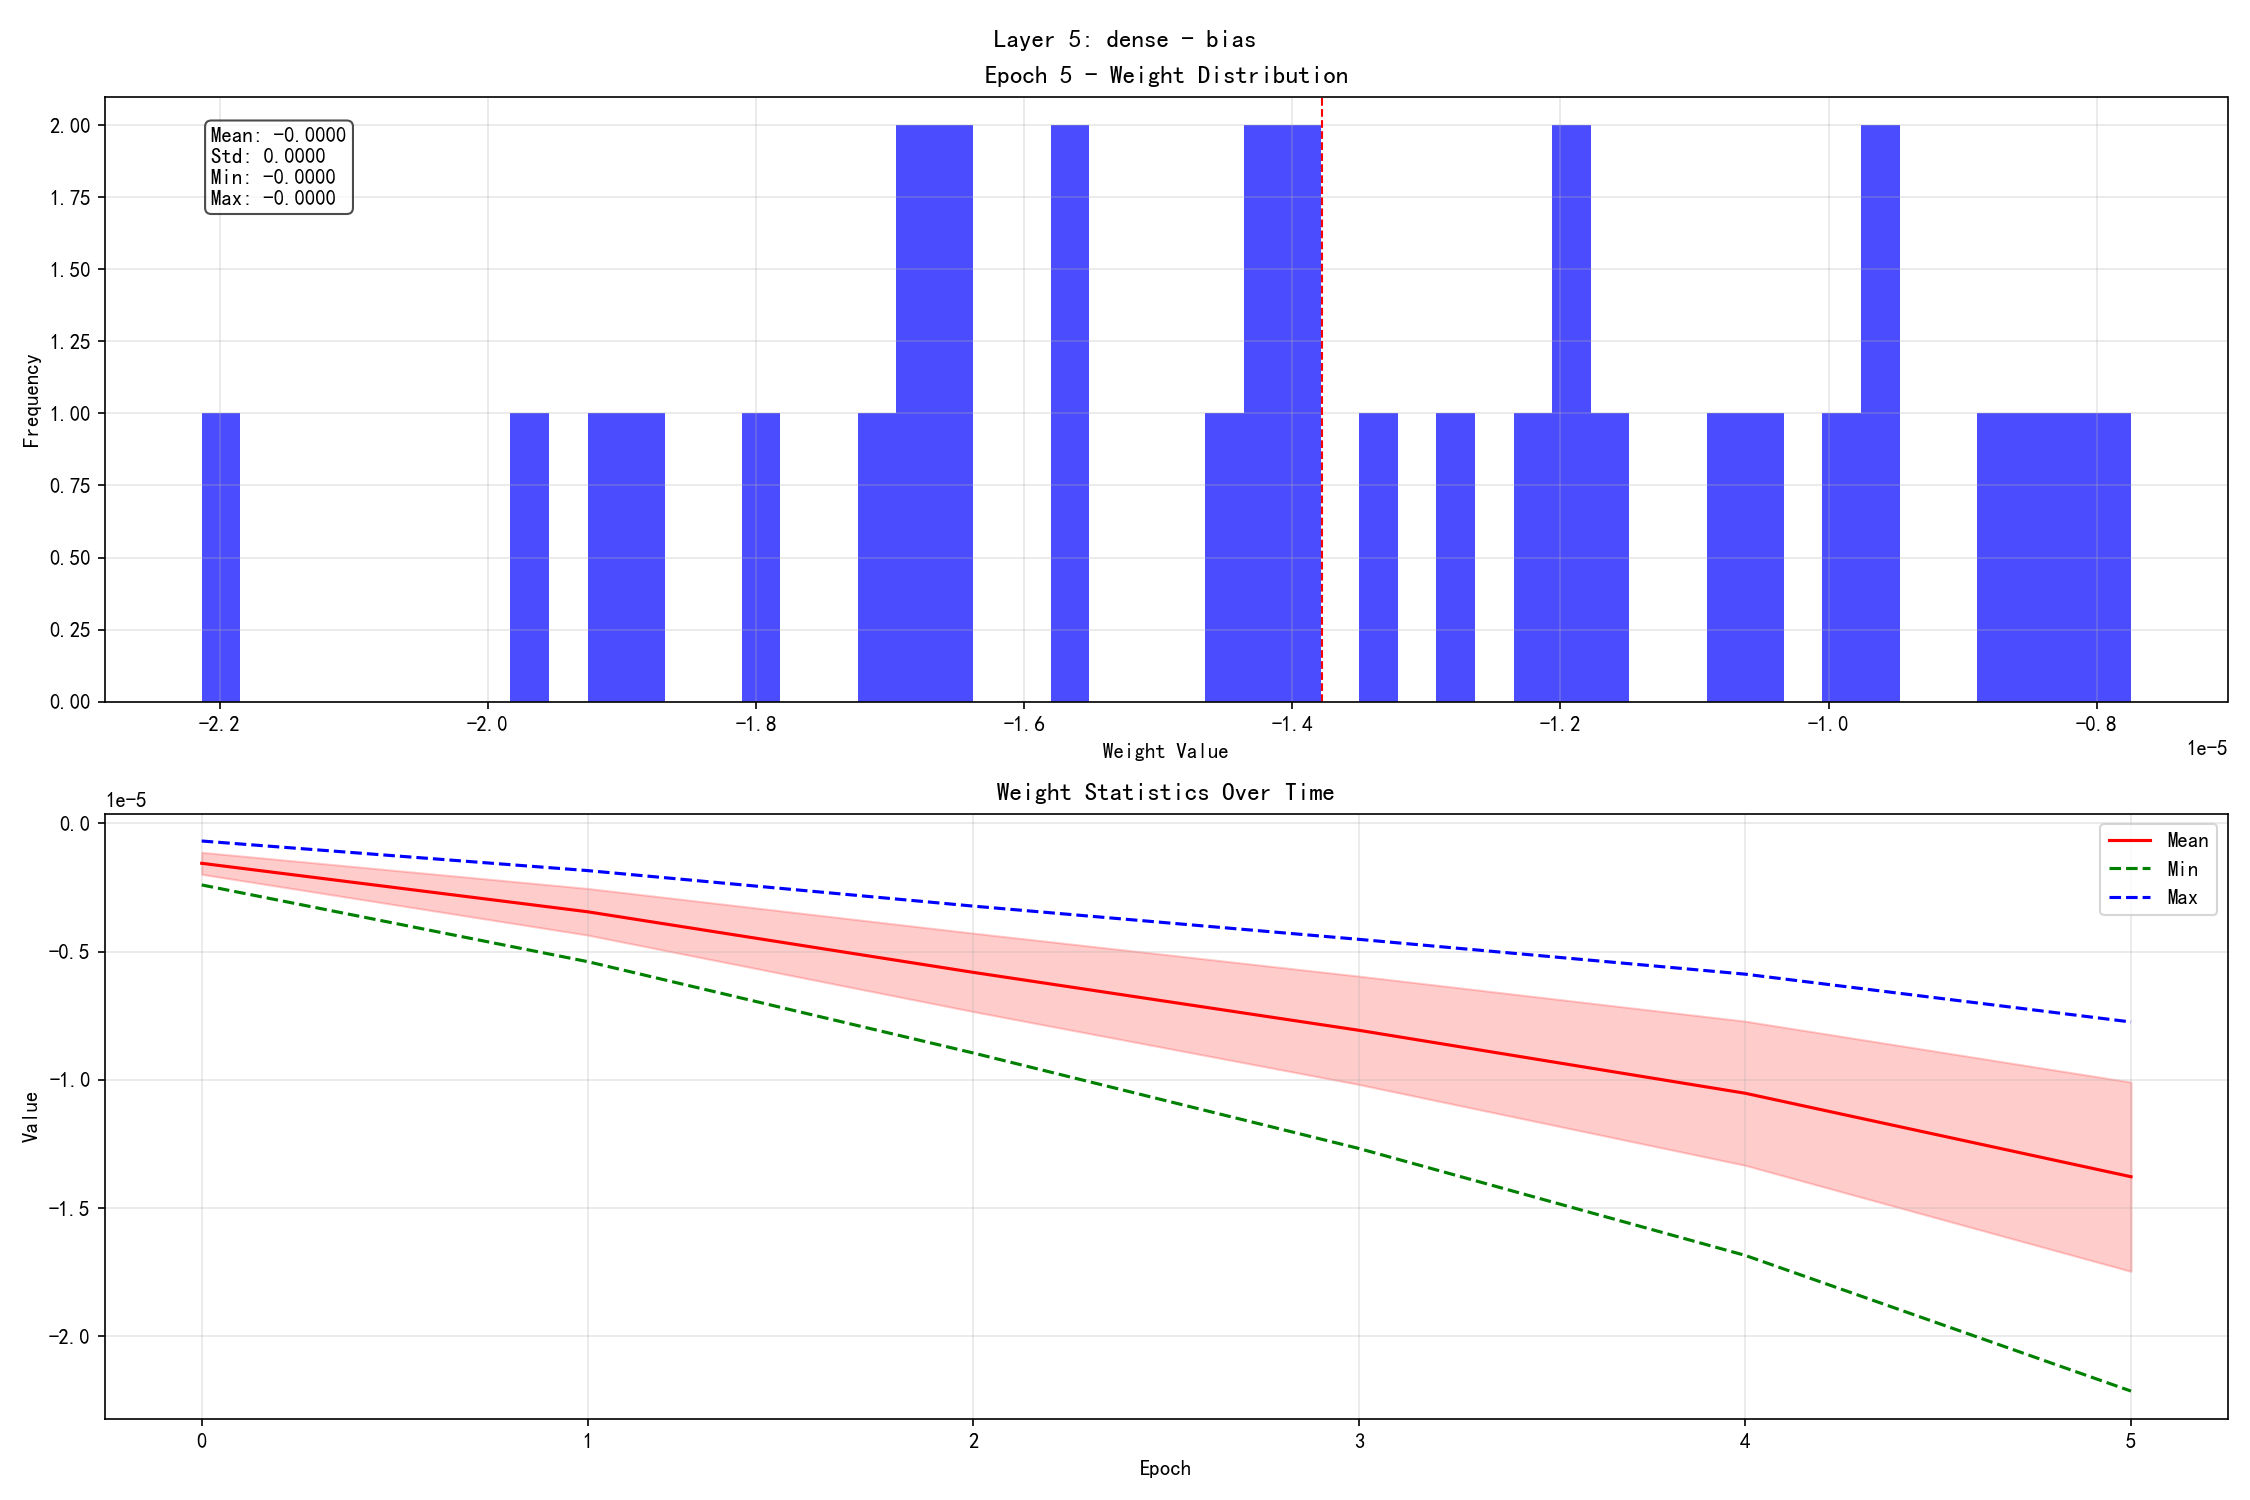 Layer 5: dense - bias
Epoch 5 - Weight Distribution
Mean: -0.0000
Std: 0.0000
Min: -0.0000
Max: -0.0000
Frequency
2.00
1.75
1.50
1.25
1.00
0.75
0.50
0.25
0.00
-2.2 -2.0 -1.8 -1.6 -1.4 -1.2 -1.0 -0.8
Weight Value
1e-5
Weight Statistics Over Time
1e-5
Mean
Min
Max
Value
0.0
-0.5
-1.0
-1.5
-2.0
0 1 2 3 4 5
Epoch